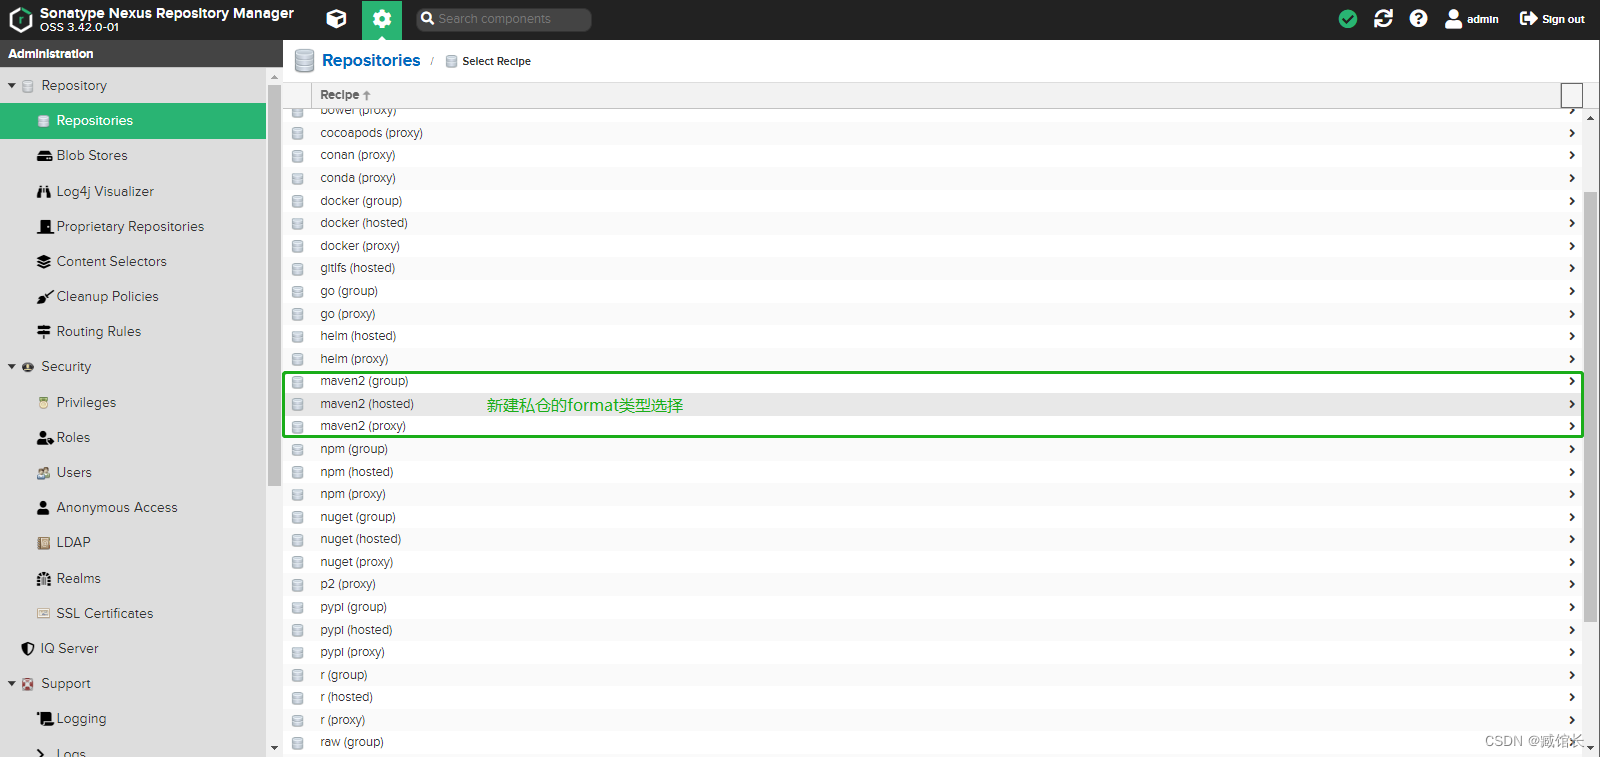 Sonatype Nexus Repository Manager
OSS 3.42.0-01
Search components
admin
Sign out
Administration
Repository
Repositories
Blob Stores
Log4j Visualizer
Proprietary Repositories
Content Selectors
Cleanup Policies
Routing Rules
Security
Privileges
Roles
Users
Anonymous Access
LDAP
Realms
SSL Certificates
IQ Server
Support
Logging
Logs
Repositories / Select Recipe
Recipe
bower (proxy)
cocoapods (proxy)
conan (proxy)
conda (proxy)
docker (group)
docker (hosted)
docker (proxy)
gitlfs (hosted)
go (group)
go (proxy)
helm (hosted)
helm (proxy)
maven2 (group)
maven2 (hosted) 新建私仓的format类型选择
maven2 (proxy)
npm (group)
npm (hosted)
npm (proxy)
nuget (group)
nuget (hosted)
nuget (proxy)
p2 (proxy)
pypi (group)
pypi (hosted)
pypi (proxy)
r (group)
r (hosted)
r (proxy)
raw (group)
CSDN @臧馆长